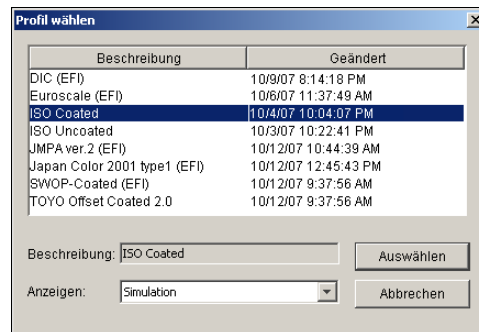 Profil wählen
Beschreibung Geändert
DIC (EFI) 10/9/07 8:14:18 PM
Euroscale (EFI) 10/6/07 11:37:49 AM
ISO Coated 10/4/07 10:04:07 PM
ISO Uncoated 10/3/07 10:22:41 PM
JMPA ver.2 (EFI) 10/12/07 10:44:39 AM
Japan Color 2001 type1 (EFI) 10/12/07 12:45:43 PM
SWOP-Coated (EFI) 10/12/07 9:37:56 AM
TOYO Offset Coated 2.0 10/12/07 9:37:56 AM
Beschreibung: ISO Coated Auswählen
Anzeigen: Simulation Abbrechen